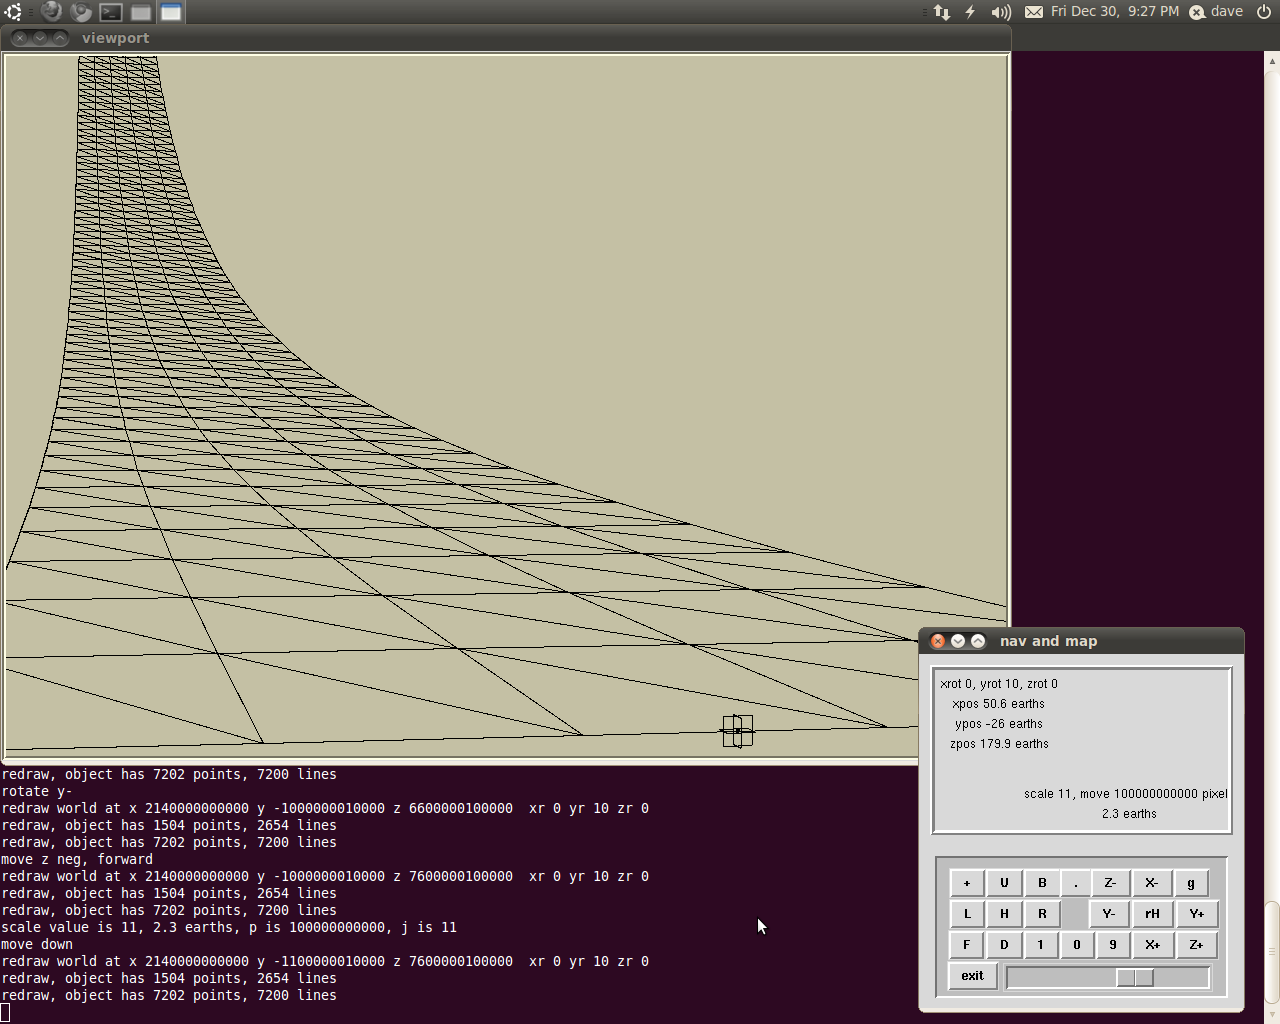 Fri Dec 30, 9:27 PM
dave
viewport
redraw, object has 7202 points, 7200 lines
rotate y-
redraw world at x 2140000000000 y -1000000010000 z 6600000100000  xr 0 yr 10 zr 0
redraw, object has 1504 points, 2654 lines
redraw, object has 7202 points, 7200 lines
move z neg, forward
redraw world at x 2140000000000 y -1000000010000 z 7600000100000  xr 0 yr 10 zr 0
redraw, object has 1504 points, 2654 lines
redraw, object has 7202 points, 7200 lines
scale value is 11, 2.3 earths, p is 100000000000, j is 11
move down
redraw world at x 2140000000000 y -1100000010000 z 7600000100000  xr 0 yr 10 zr 0
redraw, object has 1504 points, 2654 lines
redraw, object has 7202 points, 7200 lines
nav and map
xrot 0, yrot 10, zrot 0
xpos 50.6 earths
ypos -26 earths
zpos 179.9 earths
scale 11, move 100000000000 pixel
2.3 earths
+ U B . Z- X- g
L H R Y- rH Y+
F D 1 0 9 X+ Z+
exit